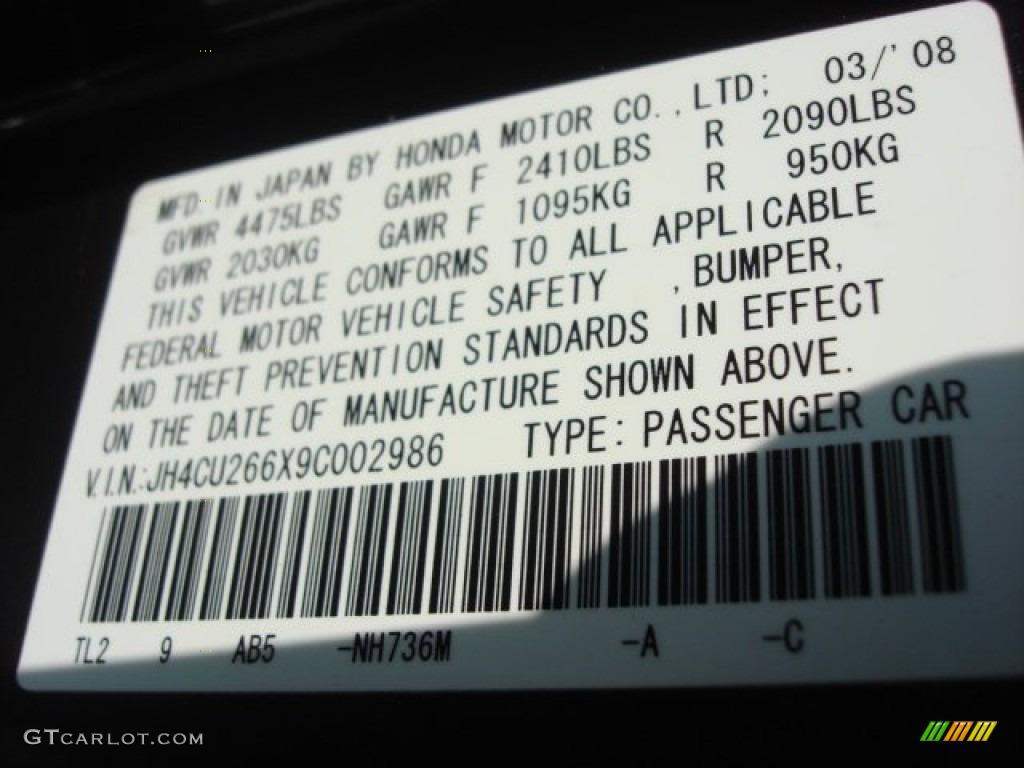 MFD. IN JAPAN BY HONDA MOTOR CO.,LTD; 03/'08
GVWR 4475LBS GAWR F 2410LBS R 2090LBS
GVWR 2030KG GAWR F 1095KG R 950KG
THIS VEHICLE CONFORMS TO ALL APPLICABLE
FEDERAL MOTOR VEHICLE SAFETY ,BUMPER,
AND THEFT PREVENTION STANDARDS IN EFFECT
ON THE DATE OF MANUFACTURE SHOWN ABOVE.
V.I.N.:JH4CU266X9C002986 TYPE: PASSENGER CAR
TL2 9 AB5 -NH736M -A -C
GTCARLOT.COM